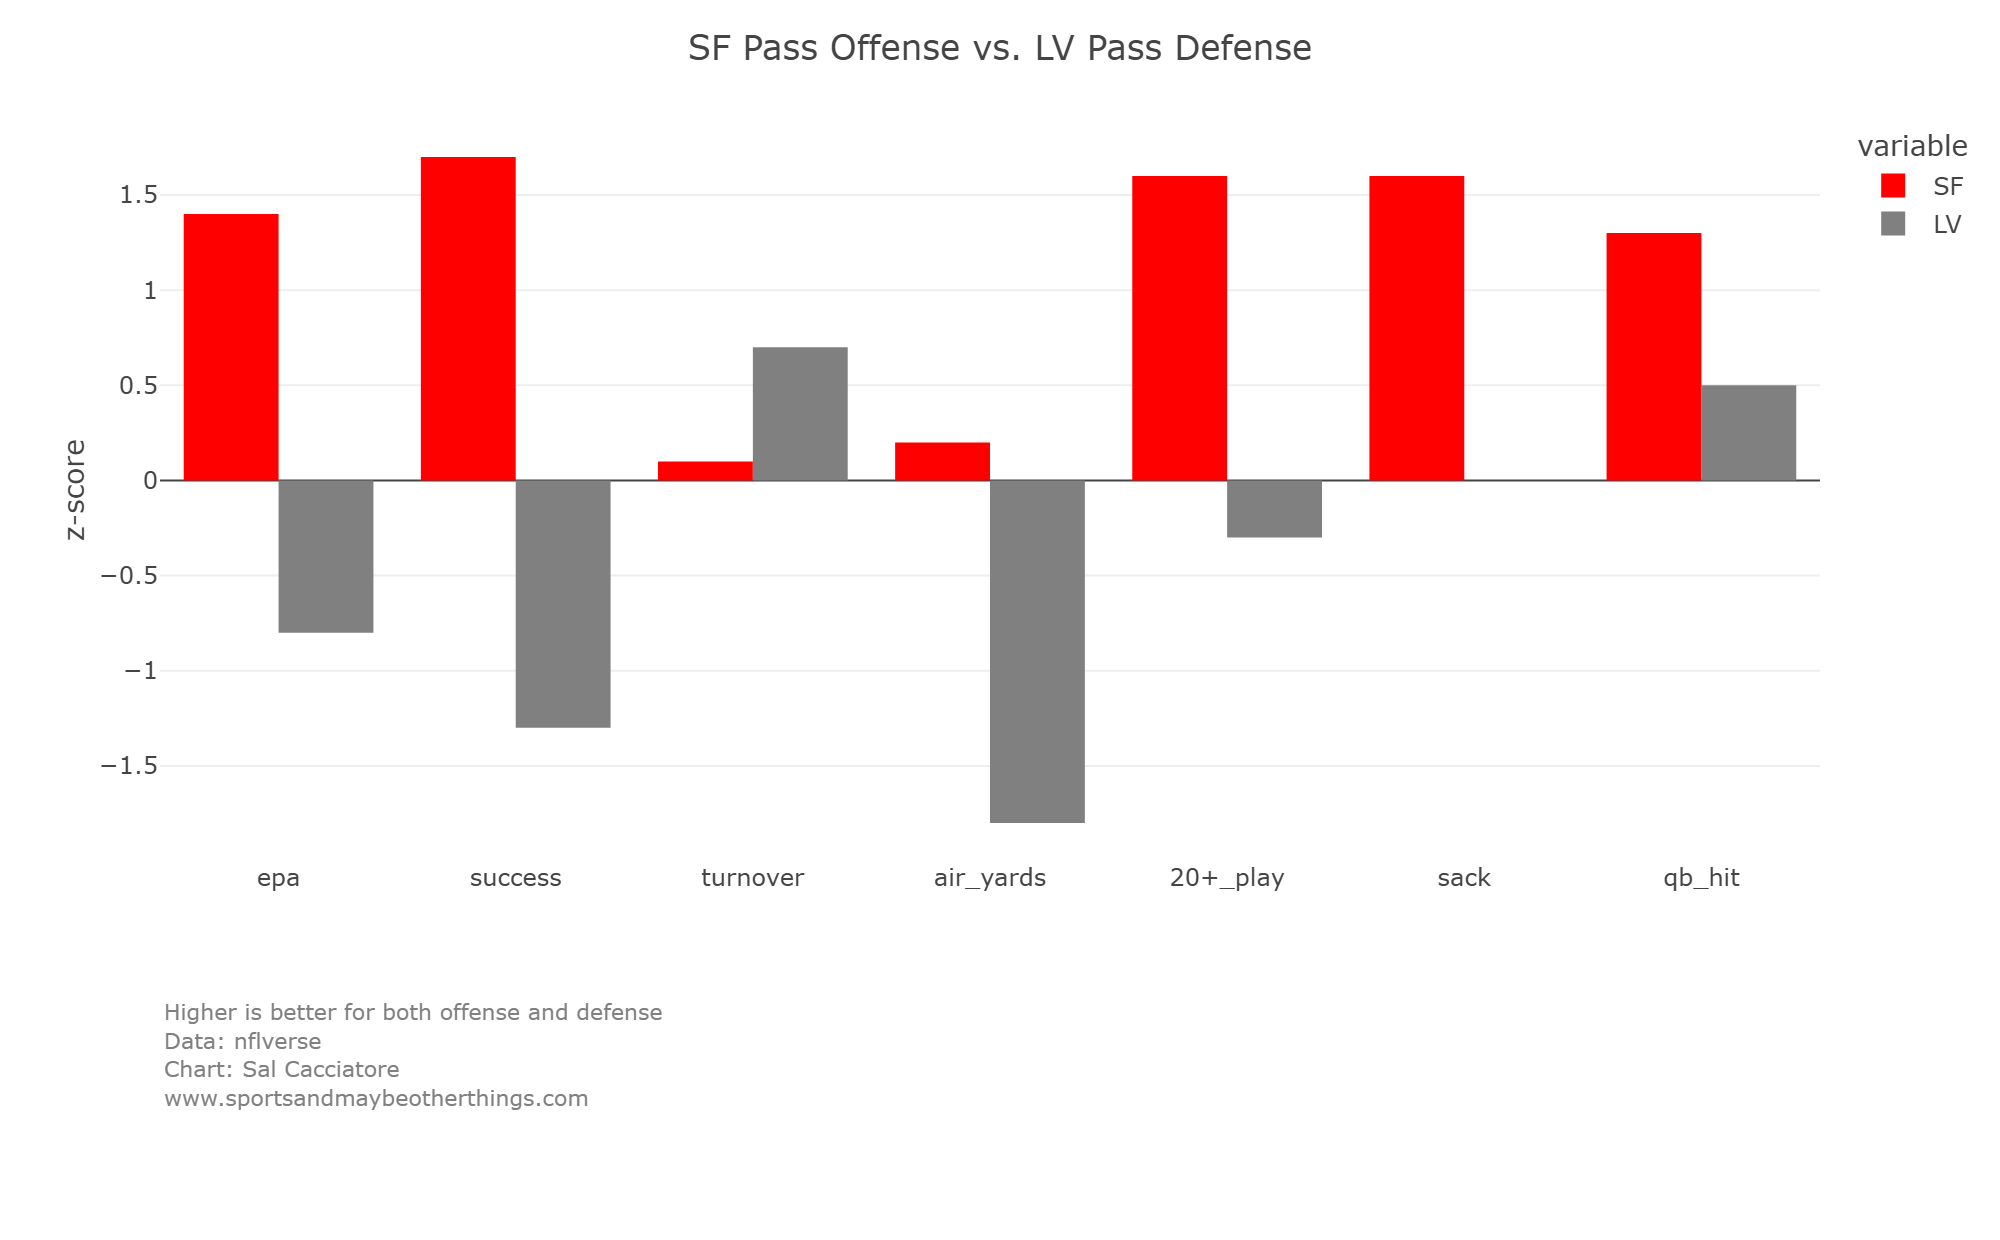 SF Pass Offense vs. LV Pass Defense
variable
SF
LV
z-score
1.5
1
0.5
0
−0.5
−1
−1.5
epa
success
turnover
air_yards
20+_play
sack
qb_hit
Higher is better for both offense and defense
Data: nflverse
Chart: Sal Cacciatore
www.sportsandmaybeotherthings.com